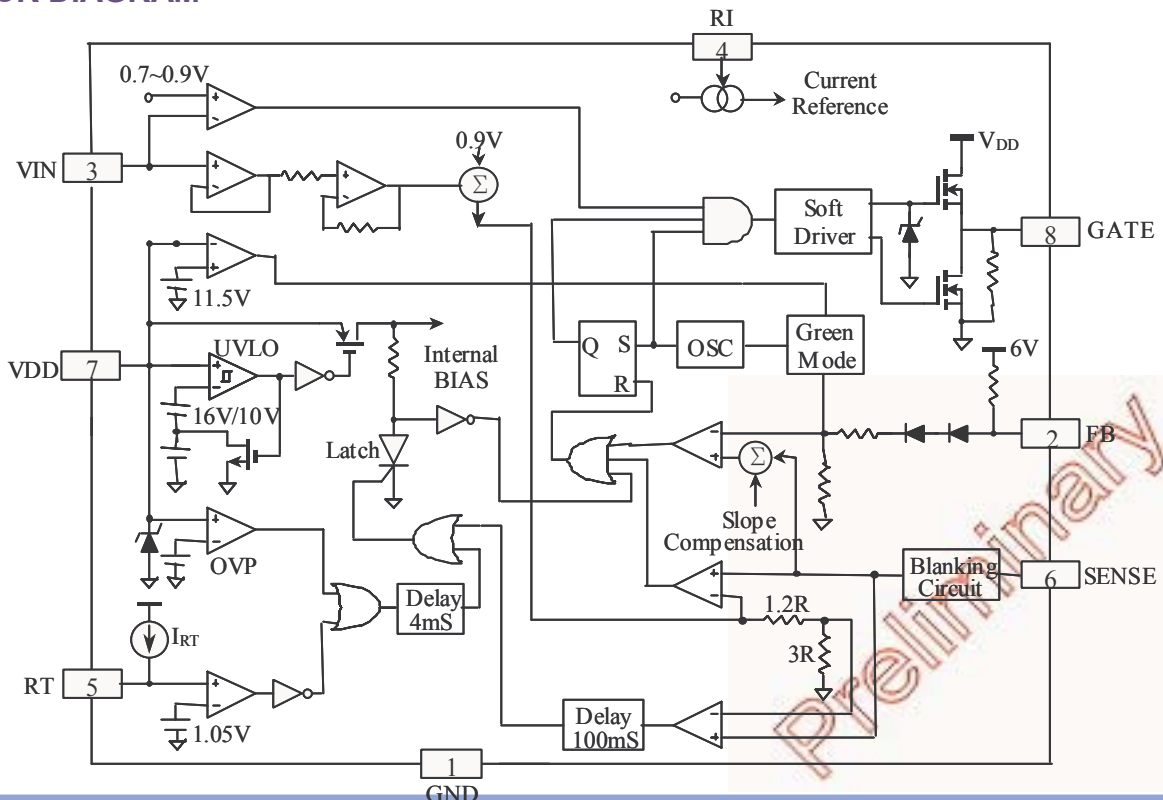 RI
4
0.7~0.9V
Current
Reference
0.9V
VDD
VIN
3
Σ
Soft
Driver
8
GATE
11.5V
UVLO
Internal
BIAS
Q
S
R
OSC
Green
Mode
6V
VDD
7
16V/10V
Latch
2
FB
Σ
Slope
Compensation
OVP
Blanking
Circuit
6
SENSE
Delay
4mS
1.2R
IRT
3R
RT
5
1.05V
Delay
100mS
1
GND
Preliminary